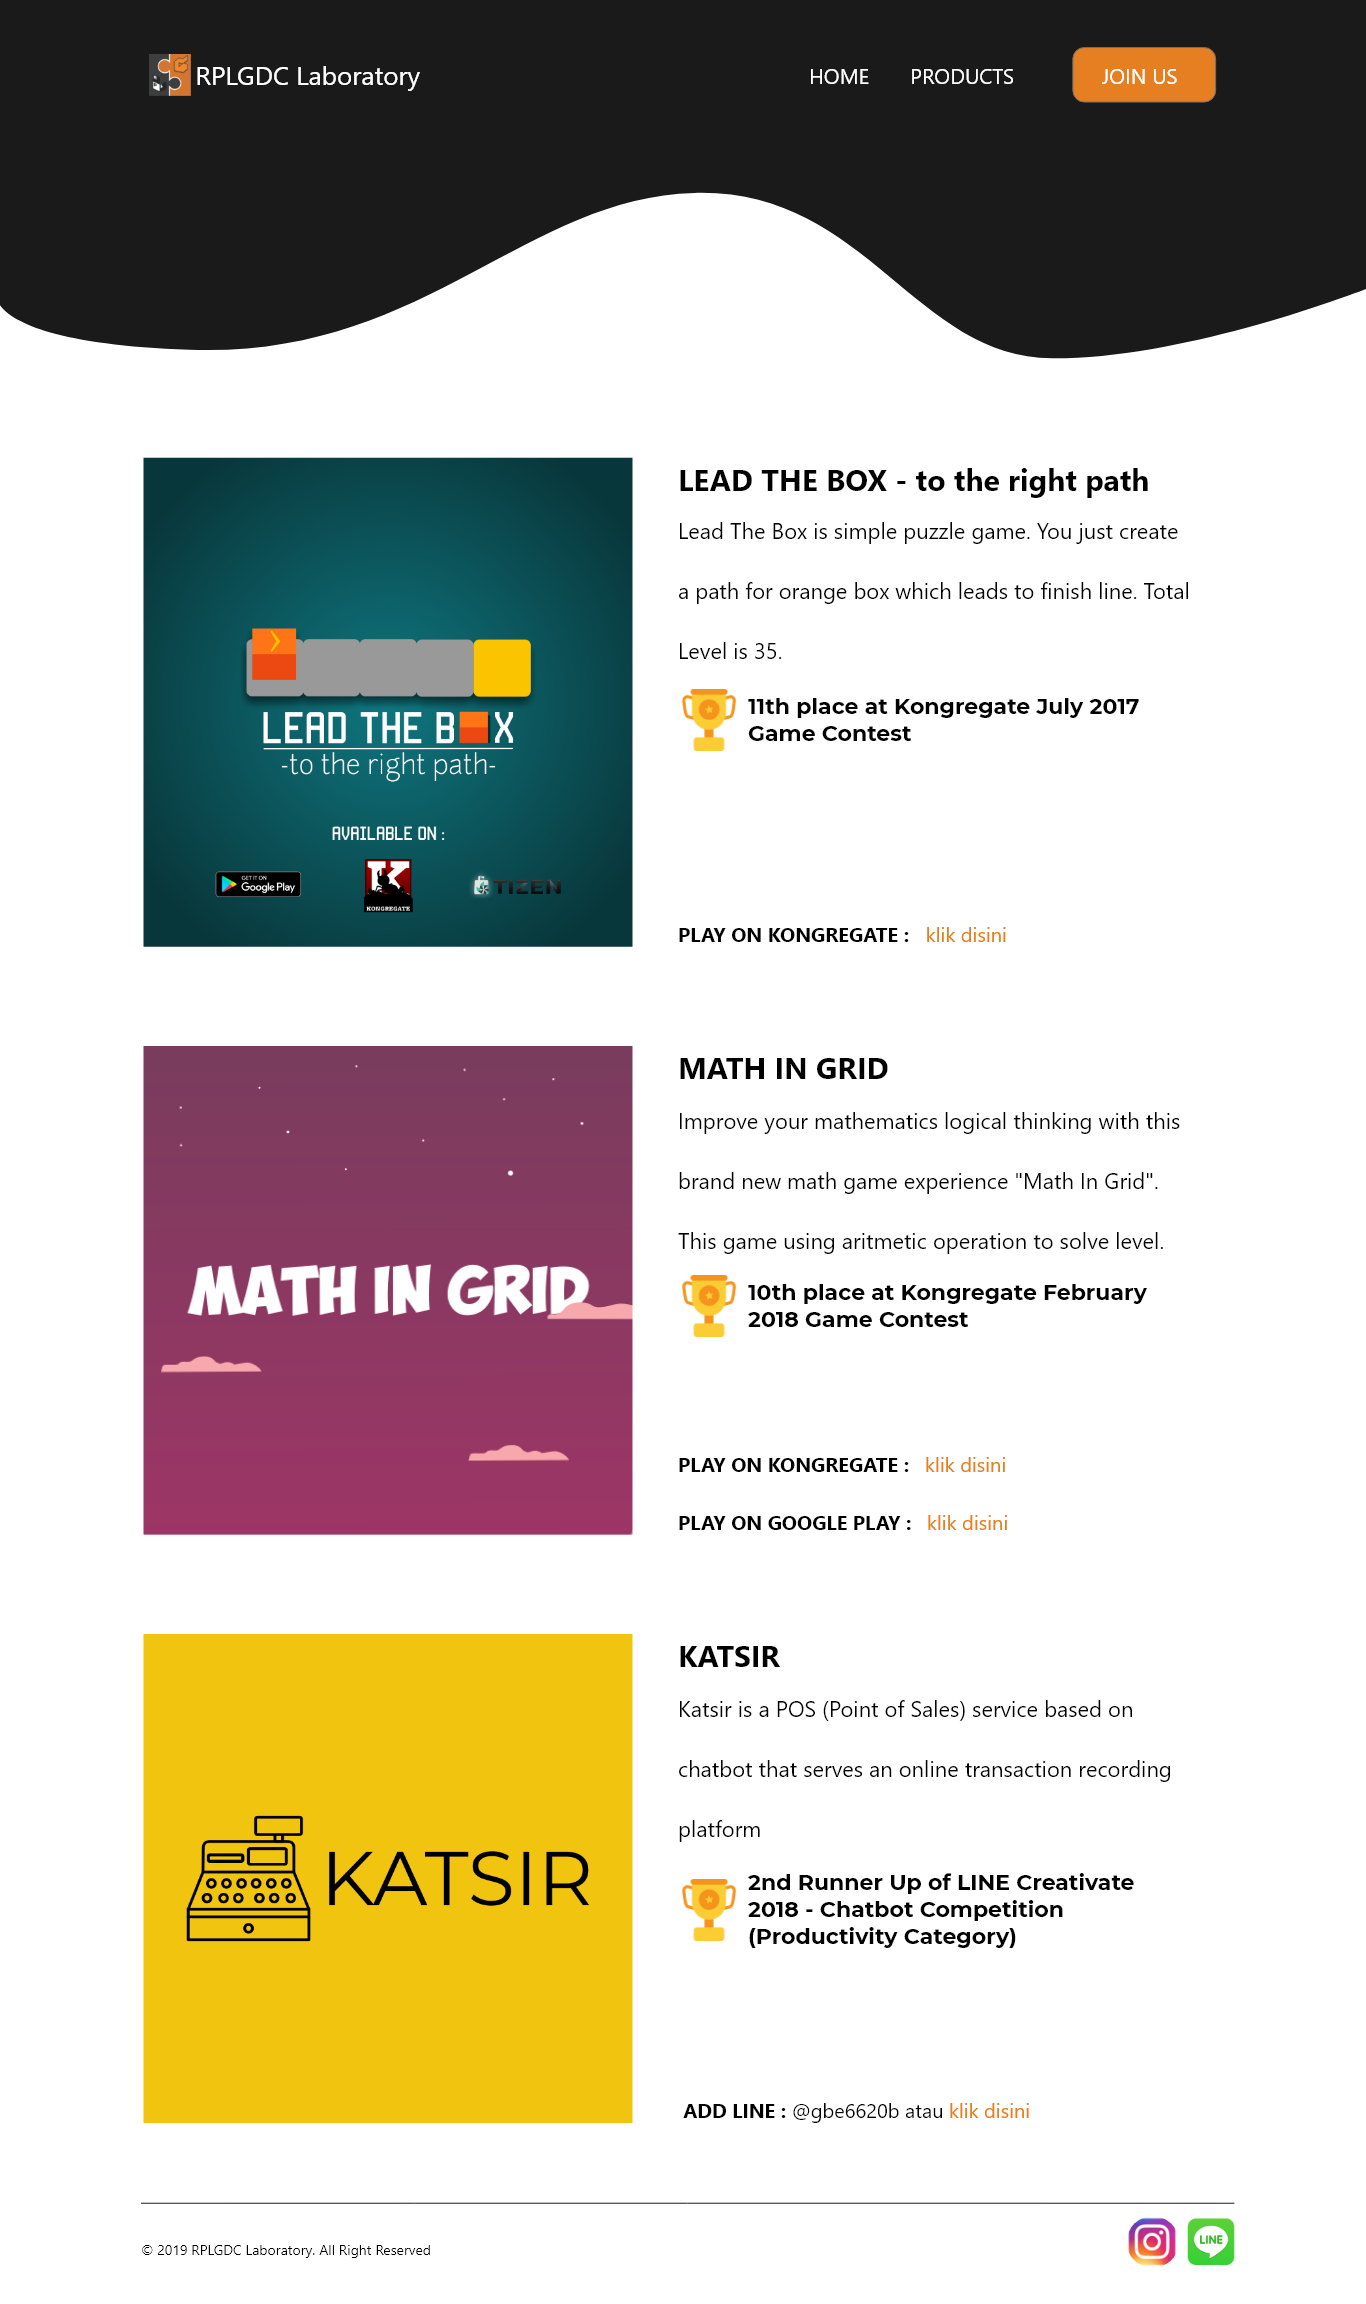 RPLGDC Laboratory
HOME
PRODUCTS
JOIN US
LEAD THE BOX
-to the right path-
AVAILABLE ON :
GET IT ON
Google Play
K
KONGREGATE
TIZEN
LEAD THE BOX - to the right path
Lead The Box is simple puzzle game. You just create
a path for orange box which leads to finish line. Total
Level is 35.
11th place at Kongregate July 2017
Game Contest
PLAY ON KONGREGATE : klik disini
MATH IN GRID
MATH IN GRID
Improve your mathematics logical thinking with this
brand new math game experience "Math In Grid".
This game using aritmetic operation to solve level.
10th place at Kongregate February
2018 Game Contest
PLAY ON KONGREGATE : klik disini
PLAY ON GOOGLE PLAY : klik disini
KATSIR
KATSIR
Katsir is a POS (Point of Sales) service based on
chatbot that serves an online transaction recording
platform
2nd Runner Up of LINE Creativate
2018 - Chatbot Competition
(Productivity Category)
ADD LINE : @gbe6620b atau klik disini
© 2019 RPLGDC Laboratory. All Right Reserved
LINE